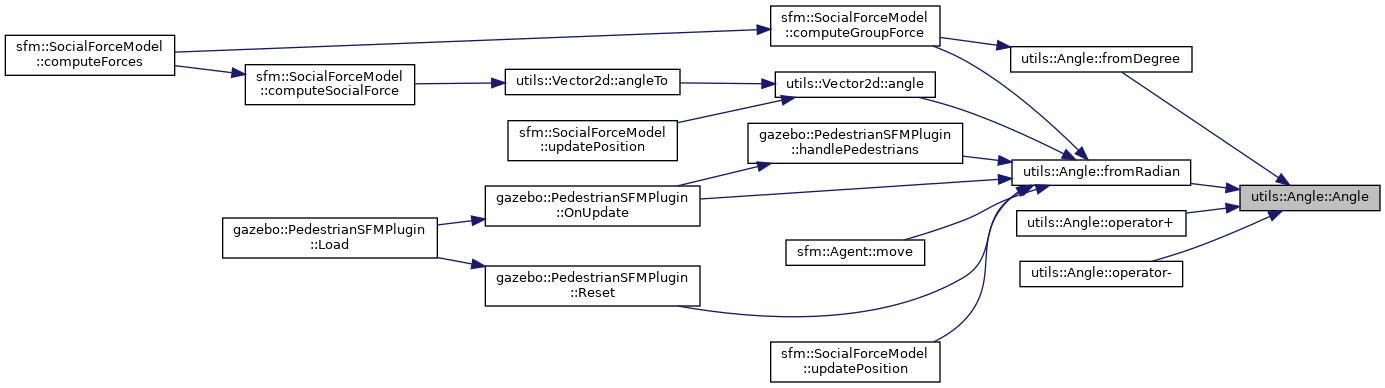 sfm::SocialForceModel
::computeForces
sfm::SocialForceModel
::computeSocialForce
utils::Vector2d::angleTo
sfm::SocialForceModel
::updatePosition
gazebo::PedestrianSFMPlugin
::OnUpdate
gazebo::PedestrianSFMPlugin
::Load
gazebo::PedestrianSFMPlugin
::Reset
sfm::SocialForceModel
::computeGroupForce
utils::Vector2d::angle
gazebo::PedestrianSFMPlugin
::handlePedestrians
sfm::Agent::move
sfm::SocialForceModel
::updatePosition
utils::Angle::fromDegree
utils::Angle::fromRadian
utils::Angle::operator+
utils::Angle::operator-
utils::Angle::Angle